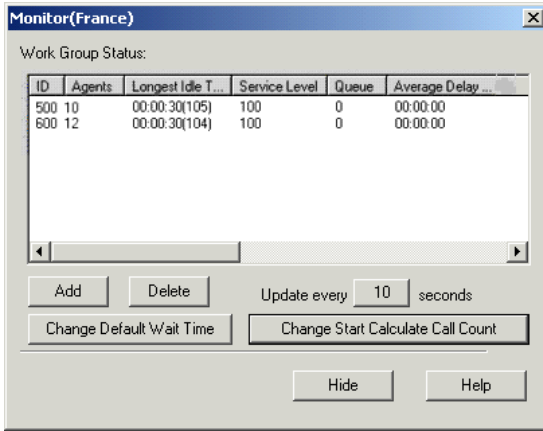 Monitor(France)
Work Group Status:
ID Agents Longest Idle T... Service Level Queue Average Delay ...
500 10 00:00:30(105) 100 0 00:00:00
600 12 00:00:30(104) 100 0 00:00:00
Add Delete Update every 10 seconds
Change Default Wait Time Change Start Calculate Call Count
Hide Help